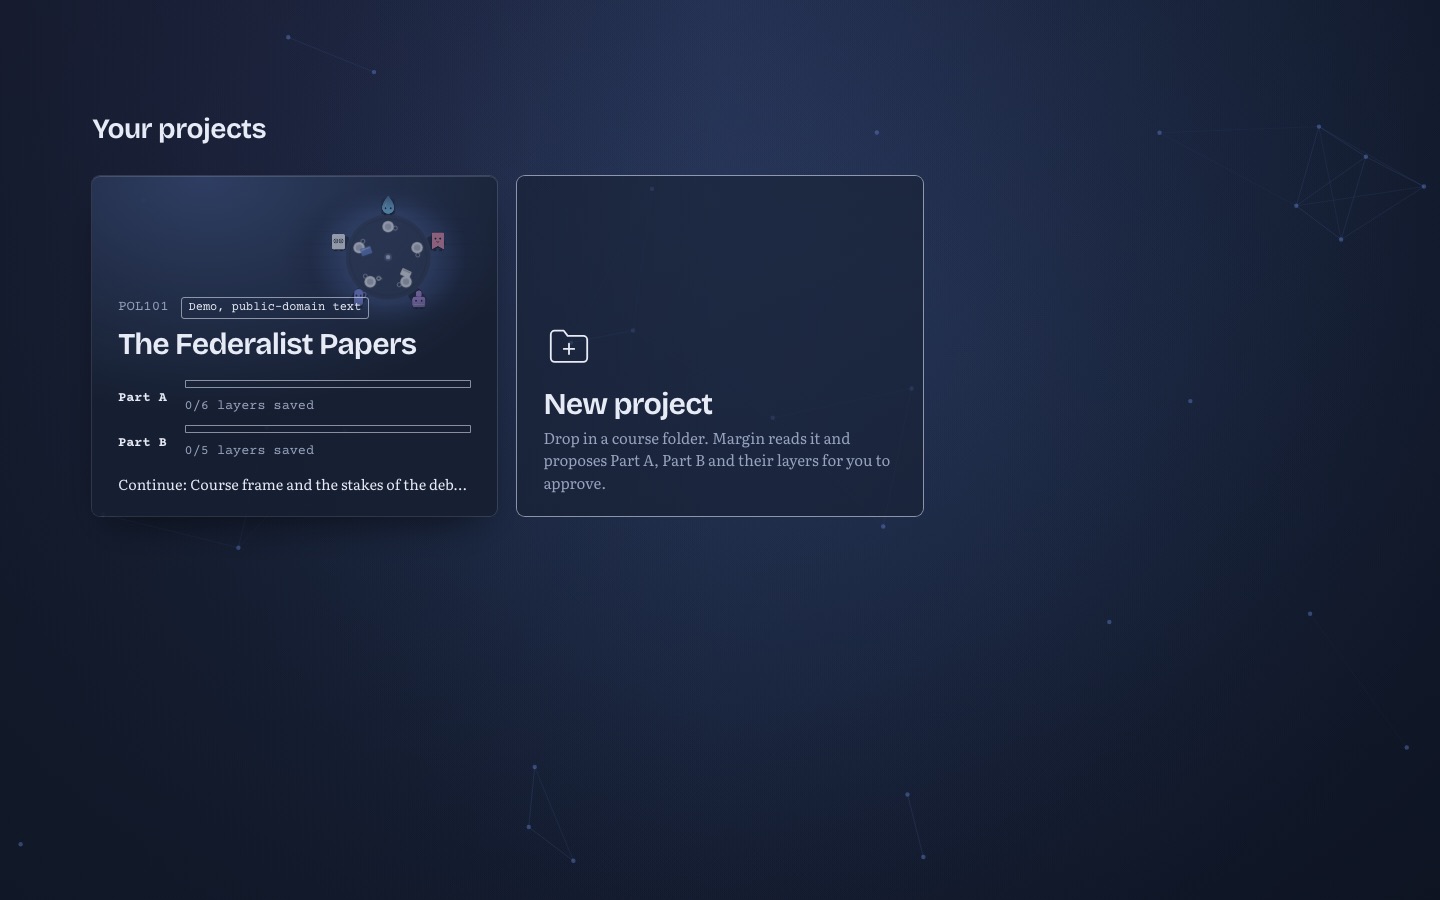 Your projects
POL101 Demo, public-domain text
The Federalist Papers
Part A
0/6 layers saved
Part B
0/5 layers saved
Continue: Course frame and the stakes of the deb…
New project
Drop in a course folder. Margin reads it and
proposes Part A, Part B and their layers for you to
approve.